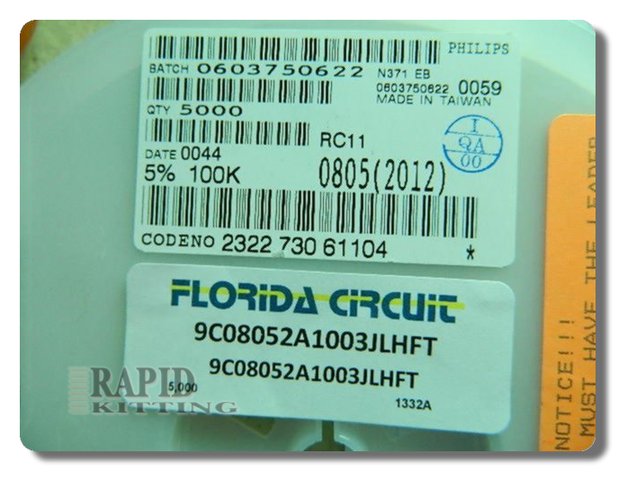 PHILIPS
BATCH 0603750622 N371 EB
0603750622 0059
MADE IN TAIWAN
QTY 5000
RC11
I
QA
00
DATE 0044
5% 100K 0805(2012)
CODENO 2322 730 61104 *
FLORIDA CIRCUIT
9C08052A1003JLHFT
9C08052A1003JLHFT
5,000
1332A
RAPID
KITTING
NOTICE!!!
MUST HAVE THE LEADER